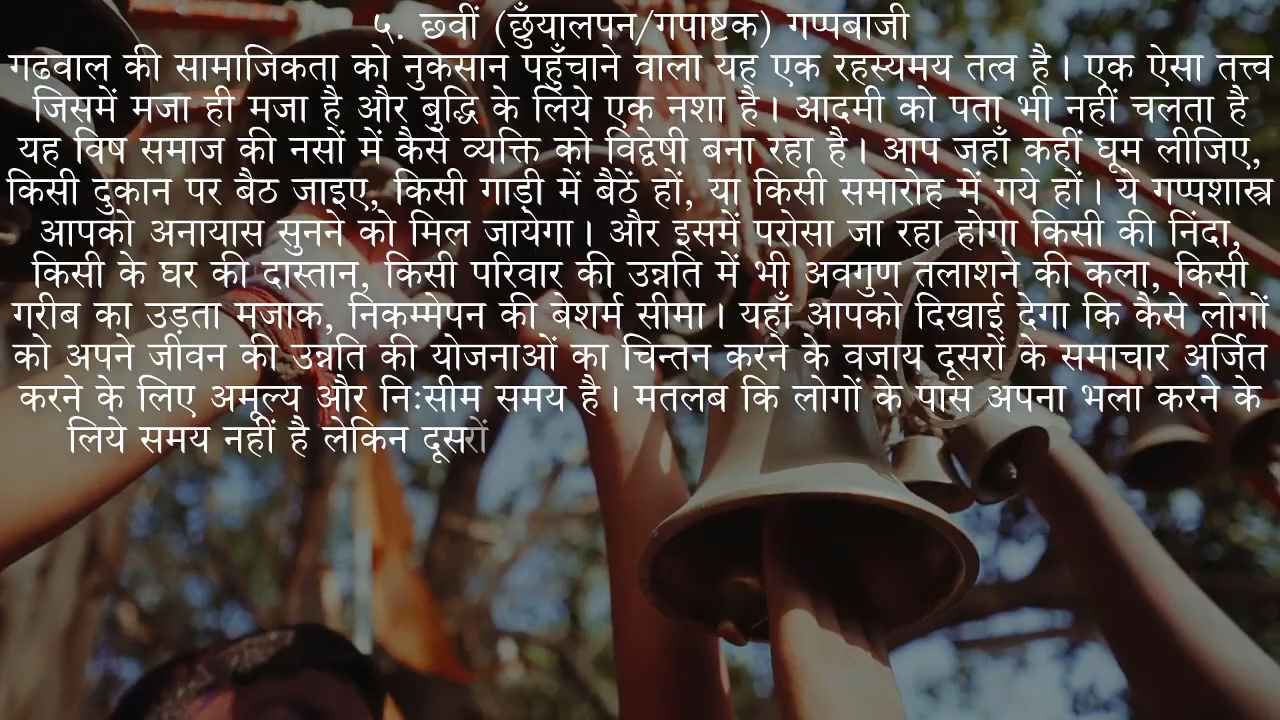 ५. छ्वीं (छुँयालपन/गपाष्टक) गप्पबाजी
गढवाल की सामाजिकता को नुकसान पहुँचाने वाला यह एक रहस्यमय तत्व है। एक ऐसा तत्त्व
जिसमें मजा ही मजा है और बुद्धि के लिये एक नशा है। आदमी को पता भी नहीं चलता है
यह विष समाज की नसों में कैसे व्यक्ति को विद्वेषी बना रहा है। आप जहाँ कहीं घूम लीजिए,
किसी दुकान पर बैठ जाइए, किसी गाड़ी में बैठें हों, या किसी समारोह में गये हों। ये गप्पशास्त्र
आपको अनायास सुनने को मिल जायेगा। और इसमें परोसा जा रहा होगा किसी की निंदा,
किसी के घर की दास्तान, किसी परिवार की उन्नति में भी अवगुण तलाशने की कला, किसी
गरीब का उड़ता मजाक, निकम्मेपन की बेशर्म सीमा। यहाँ आपको दिखाई देगा कि कैसे लोगों
को अपने जीवन की उन्नति की योजनाओं का चिन्तन करने के वजाय दूसरों के समाचार अर्जित
करने के लिए अमूल्य और निःसीम समय है। मतलब कि लोगों के पास अपना भला करने के
लिये समय नहीं है लेकिन दूसरों